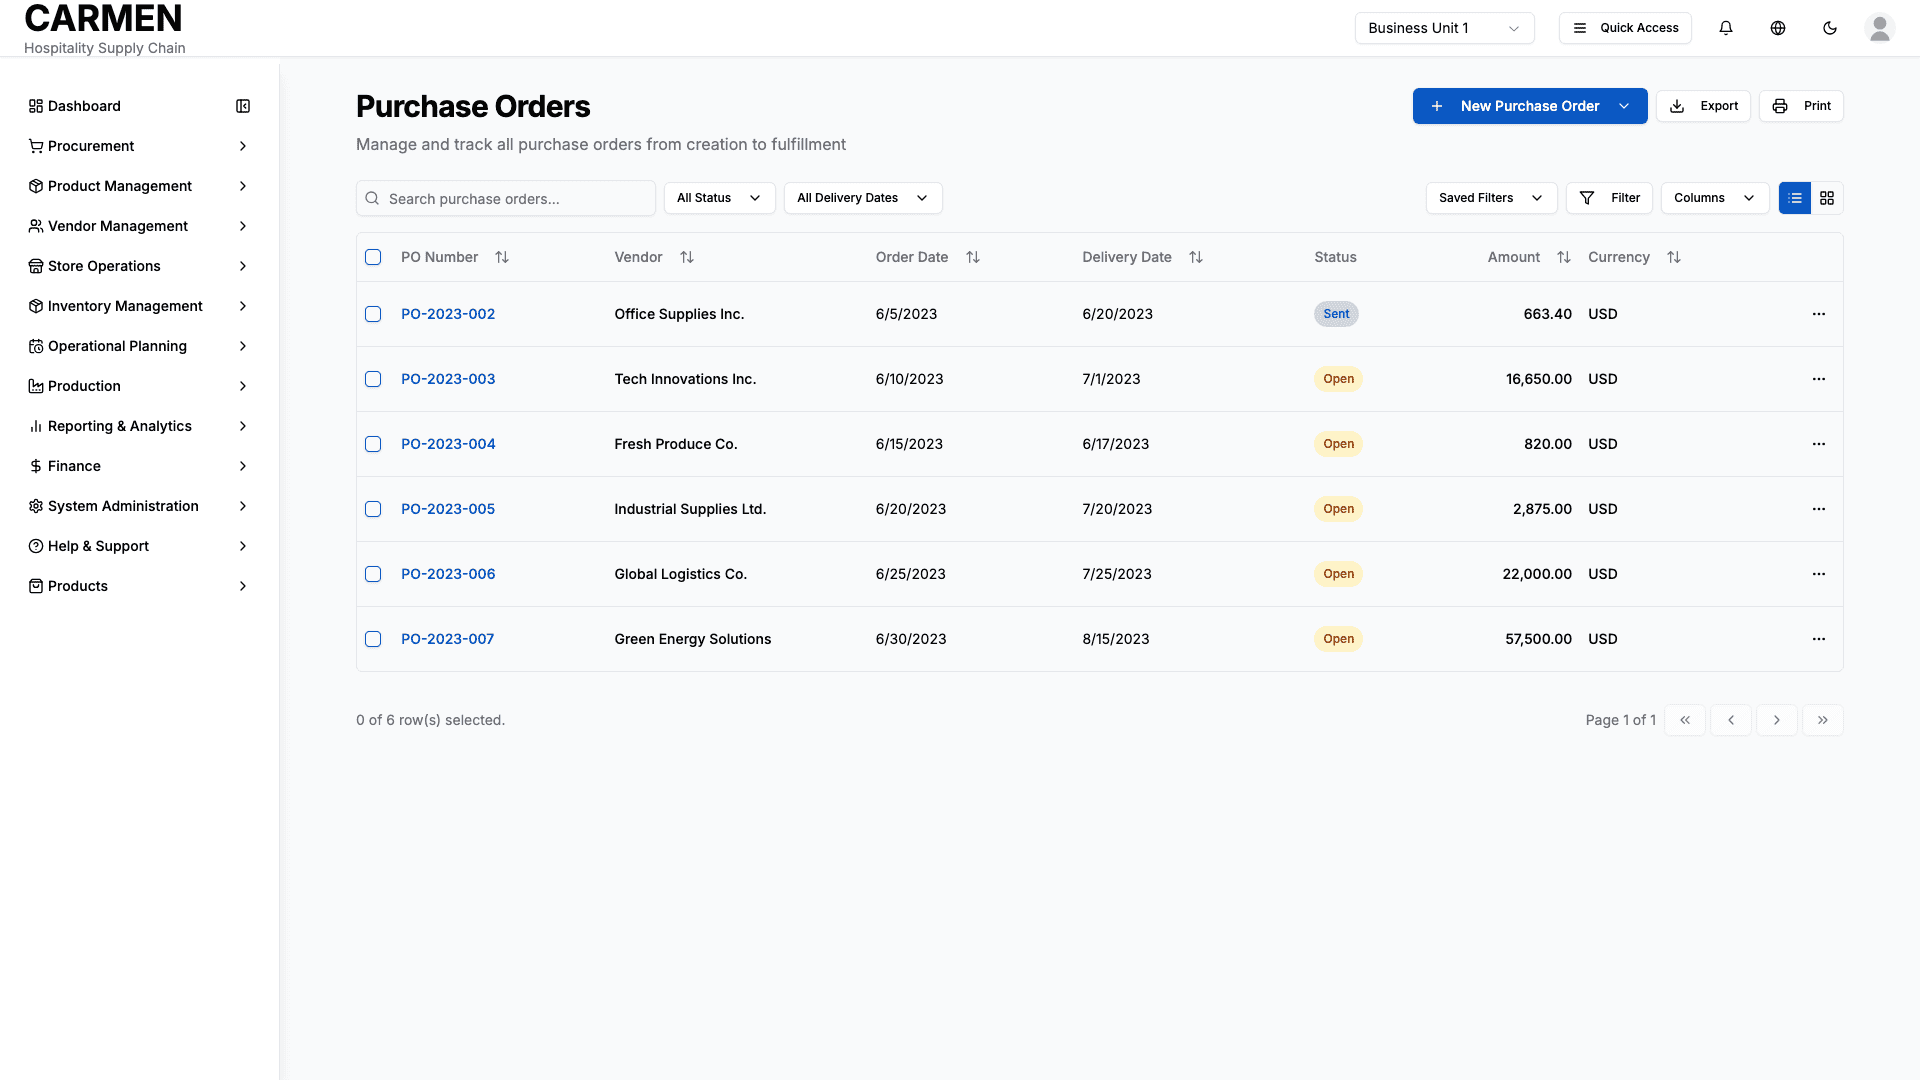 CARMEN
Hospitality Supply Chain
Business Unit 1
Quick Access
Dashboard
Procurement
Product Management
Vendor Management
Store Operations
Inventory Management
Operational Planning
Production
Reporting & Analytics
Finance
System Administration
Help & Support
Products
Purchase Orders
Manage and track all purchase orders from creation to fulfillment
New Purchase Order
Export
Print
Search purchase orders...
All Status
All Delivery Dates
Saved Filters
Filter
Columns
PO Number Vendor Order Date Delivery Date Status Amount Currency
PO-2023-002 Office Supplies Inc. 6/5/2023 6/20/2023 Sent 663.40 USD
PO-2023-003 Tech Innovations Inc. 6/10/2023 7/1/2023 Open 16,650.00 USD
PO-2023-004 Fresh Produce Co. 6/15/2023 6/17/2023 Open 820.00 USD
PO-2023-005 Industrial Supplies Ltd. 6/20/2023 7/20/2023 Open 2,875.00 USD
PO-2023-006 Global Logistics Co. 6/25/2023 7/25/2023 Open 22,000.00 USD
PO-2023-007 Green Energy Solutions 6/30/2023 8/15/2023 Open 57,500.00 USD
0 of 6 row(s) selected.
Page 1 of 1